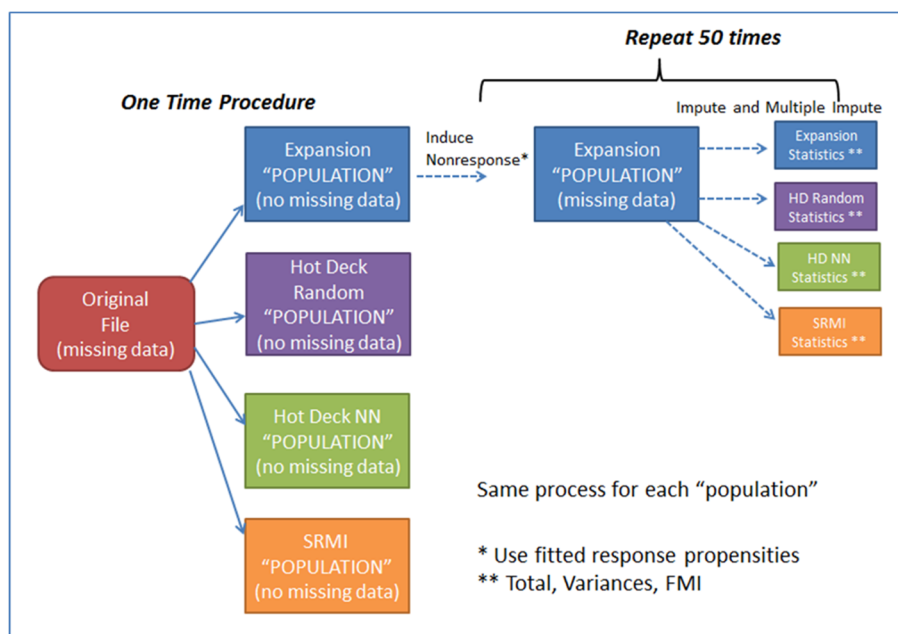 Repeat 50 times
One Time Procedure
Impute and Multiple Impute
Expansion
“POPULATION”
(no missing data)
Induce
Nonresponse*
Expansion
“POPULATION”
(missing data)
Expansion
Statistics **
HD Random
Statistics **
HD NN
Statistics **
SRMI
Statistics **
Original
File
(missing data)
Hot Deck
Random
“POPULATION”
(no missing data)
Hot Deck NN
“POPULATION”
(no missing data)
SRMI
“POPULATION”
(no missing data)
Same process for each “population”
* Use fitted response propensities
** Total, Variances, FMI